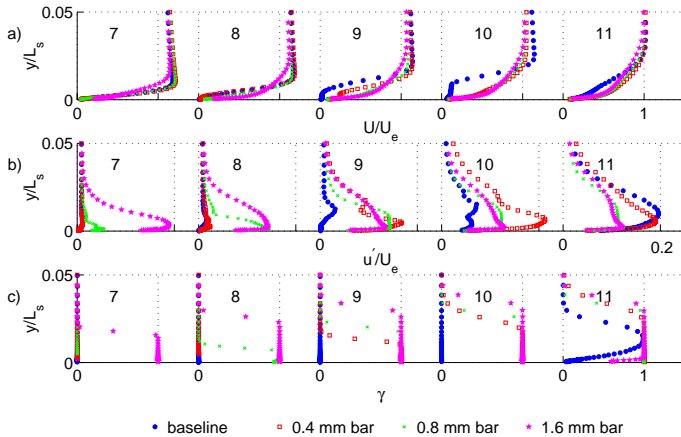 a) y/L_s 0.05 0 7 8 9 10 11
0 0 0 0 0 1
U/U_e
b) y/L_s 0.05 0 7 8 9 10 11
0 0 0 0 0 0.2
u'/U_e
c) y/L_s 0.05 0 7 8 9 10 11
0 0 0 0 0 1
γ
baseline 0.4 mm bar 0.8 mm bar 1.6 mm bar